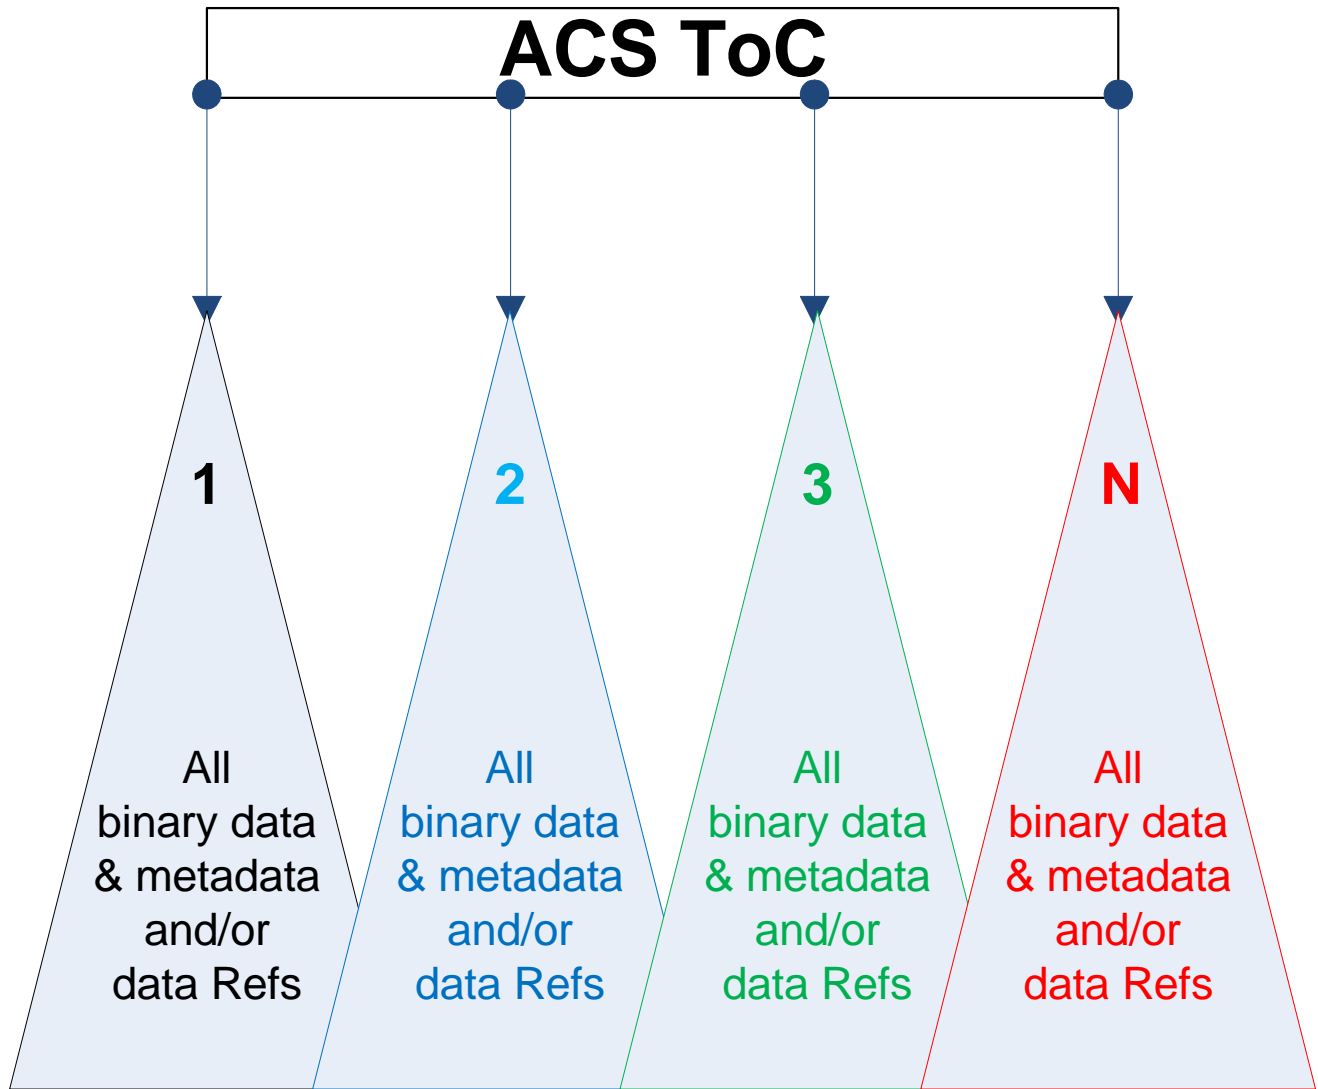 ACS ToC
1
2
3
N
All
binary data
& metadata
and/or
data Refs
All
binary data
& metadata
and/or
data Refs
All
binary data
& metadata
and/or
data Refs
All
binary data
& metadata
and/or
data Refs